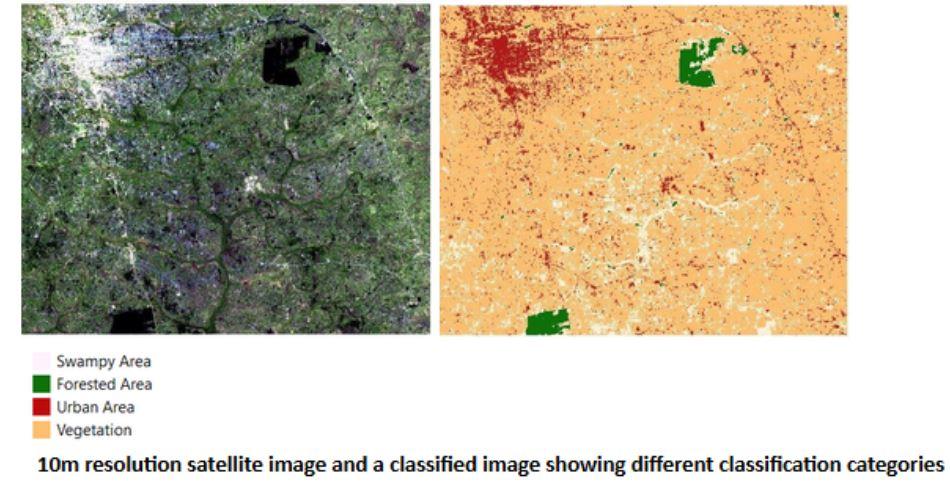 Swampy Area
Forested Area
Urban Area
Vegetation
10m resolution satellite image and a classified image showing different classification categories